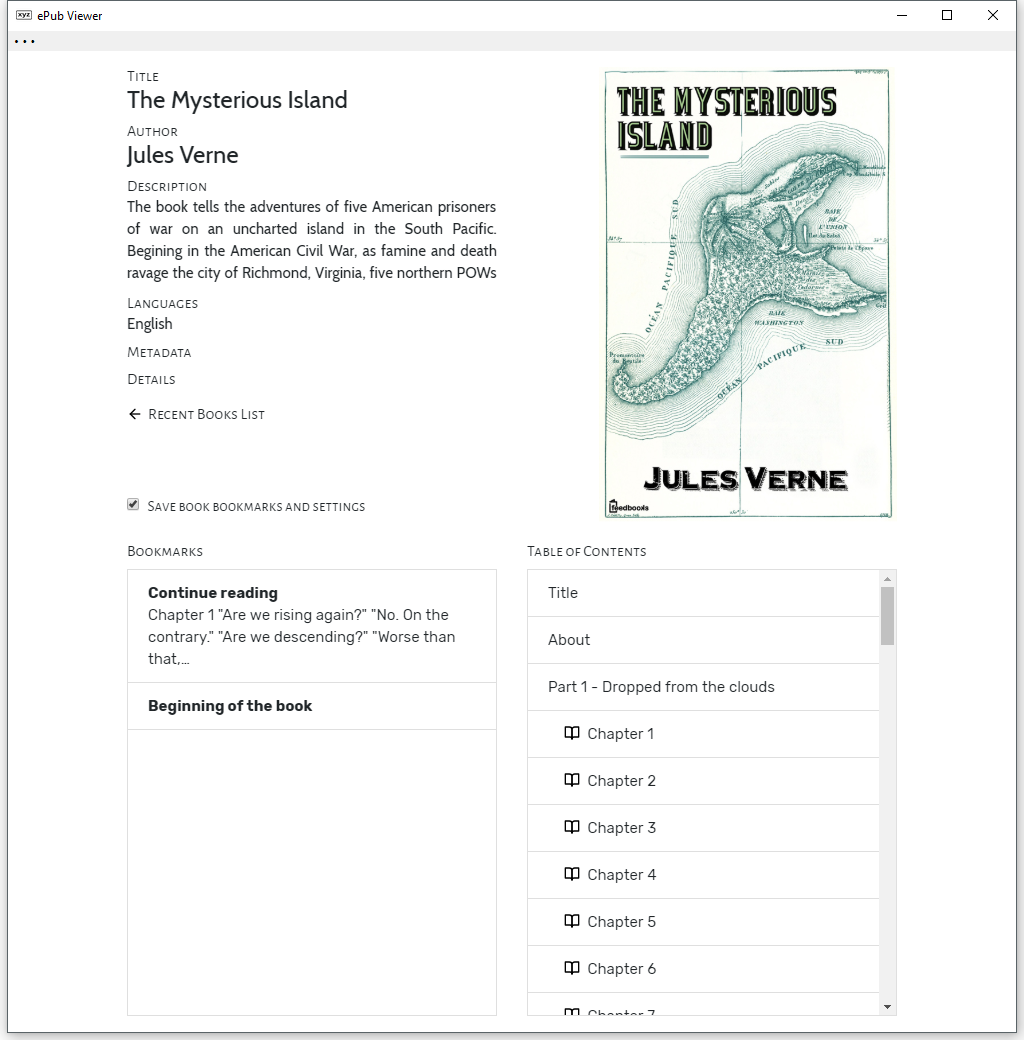 xyz ePub Viewer
Title
The Mysterious Island
Author
Jules Verne
Description
The book tells the adventures of five American prisoners
of war on an uncharted island in the South Pacific.
Begining in the American Civil War, as famine and death
ravage the city of Richmond, Virginia, five northern POWs
Languages
English
Metadata
Details
Recent Books List
Save book bookmarks and settings
THE MYSTERIOUS
ISLAND
OCÉAN PACIFIQUE SUD
BAIE
DE
L'UNION
BAIE
WASHINGTON
Promontoire
du Reptile
OCÉAN PACIFIQUE SUD
JULES VERNE
feedbooks
Bookmarks
Continue reading
Chapter 1 "Are we rising again?" "No. On the
contrary." "Are we descending?" "Worse than
that,…
Beginning of the book
Table of Contents
Title
About
Part 1 - Dropped from the clouds
Chapter 1
Chapter 2
Chapter 3
Chapter 4
Chapter 5
Chapter 6
Chapter 7